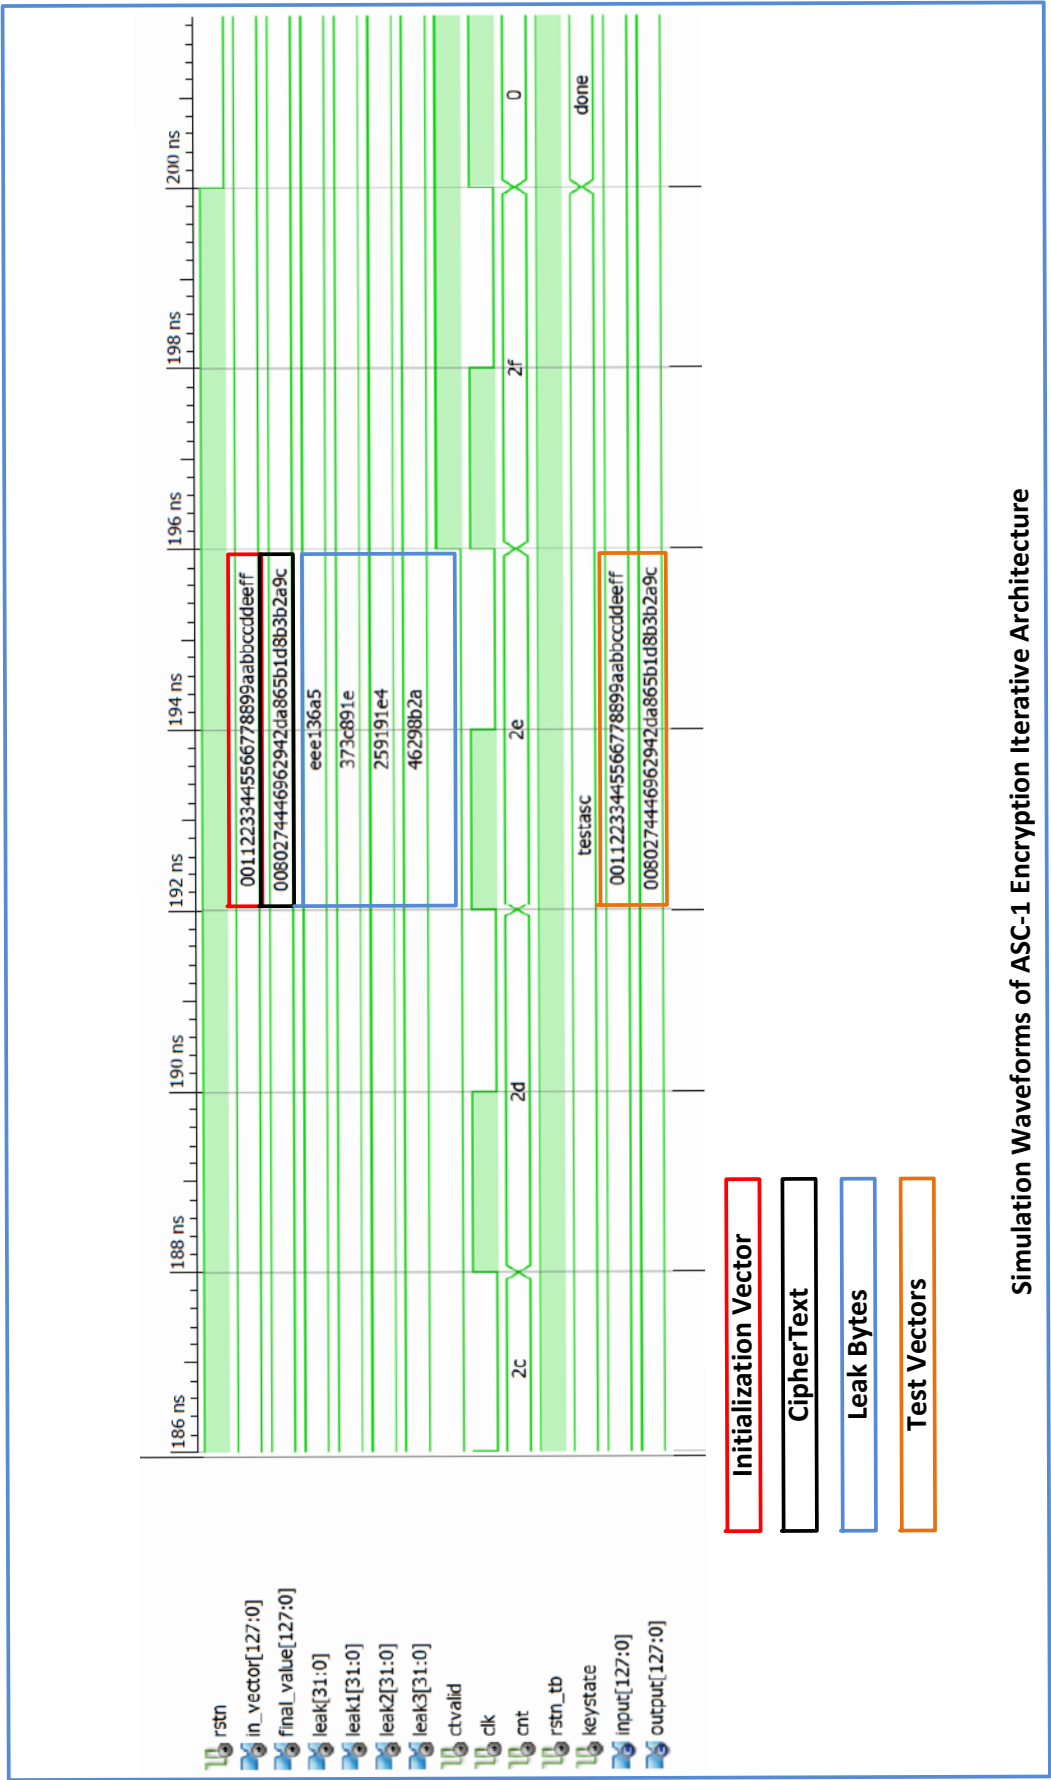 186 ns 188 ns 190 ns 192 ns 194 ns 196 ns 198 ns 200 ns
rstn
in_vector[127:0] 00112233445566778899aabbccddeeff
final_value[127:0] 0080274446962942da865b1d8b3b2a9c
leak[31:0] eee136a5
leak1[31:0] 373c891e
leak2[31:0] 259191e4
leak3[31:0] 46298b2a
ctvalid
clk
cnt 2c 2d 2e 2f 0
rstn_tb
keystate testasc done
input[127:0] 00112233445566778899aabbccddeeff
output[127:0] 0080274446962942da865b1d8b3b2a9c
Initialization Vector
CipherText
Leak Bytes
Test Vectors
Simulation Waveforms of ASC-1 Encryption Iterative Architecture